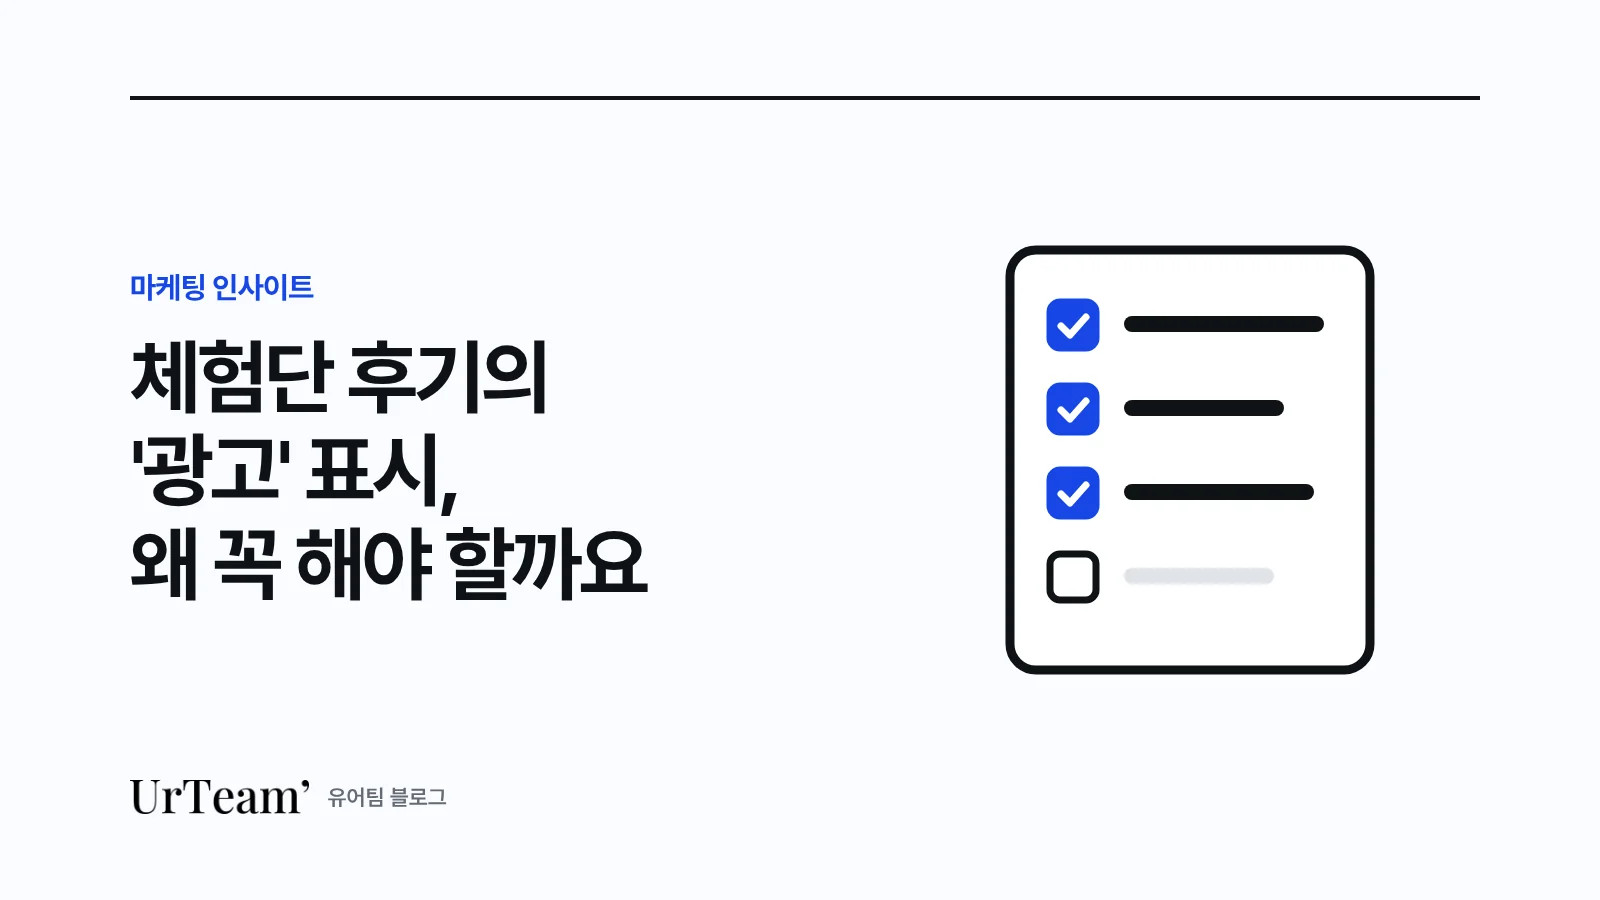 마케팅 인사이트
체험단 후기의
'광고' 표시,
왜 꼭 해야 할까요
UrTeam’ 유어팀 블로그